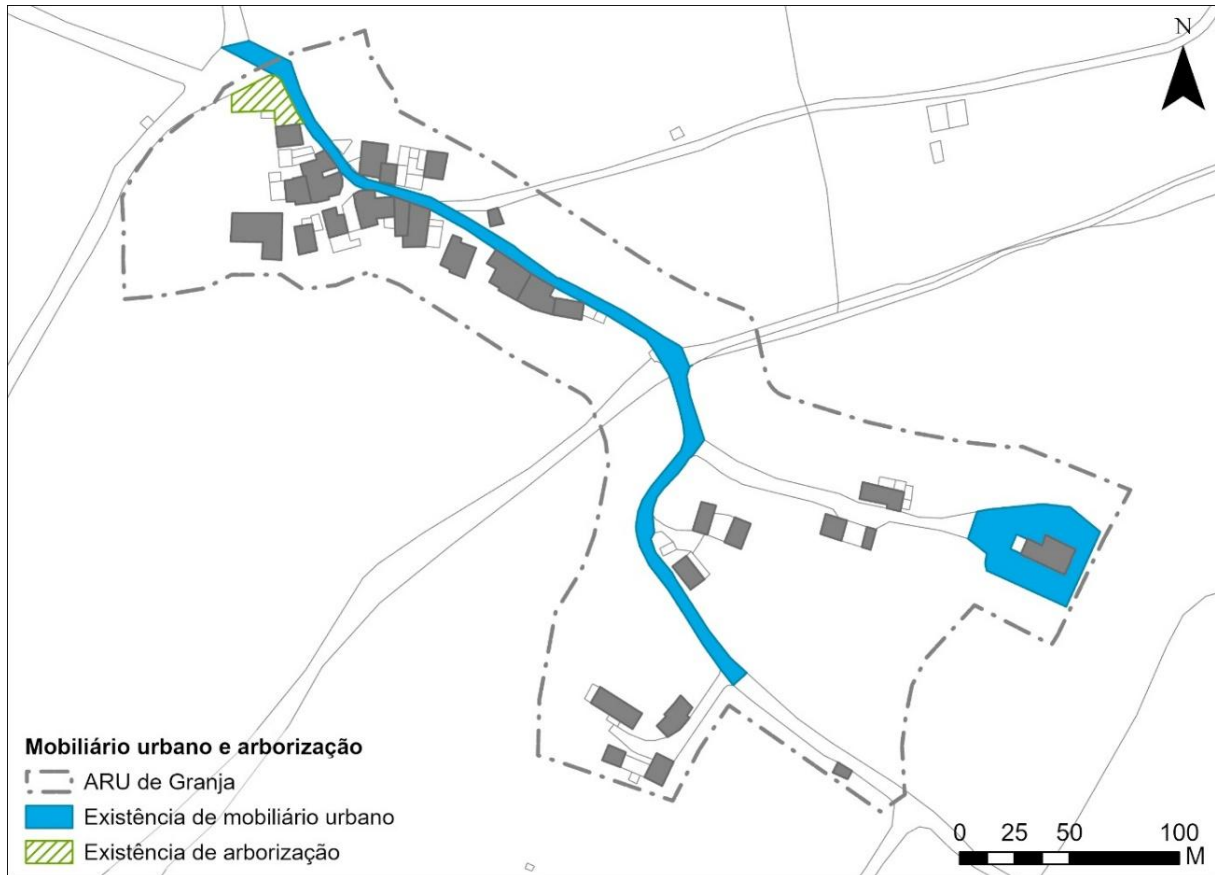 N
Mobiliário urbano e arborização
ARU de Granja
Existência de mobiliário urbano
Existência de arborização
0 25 50 100
M